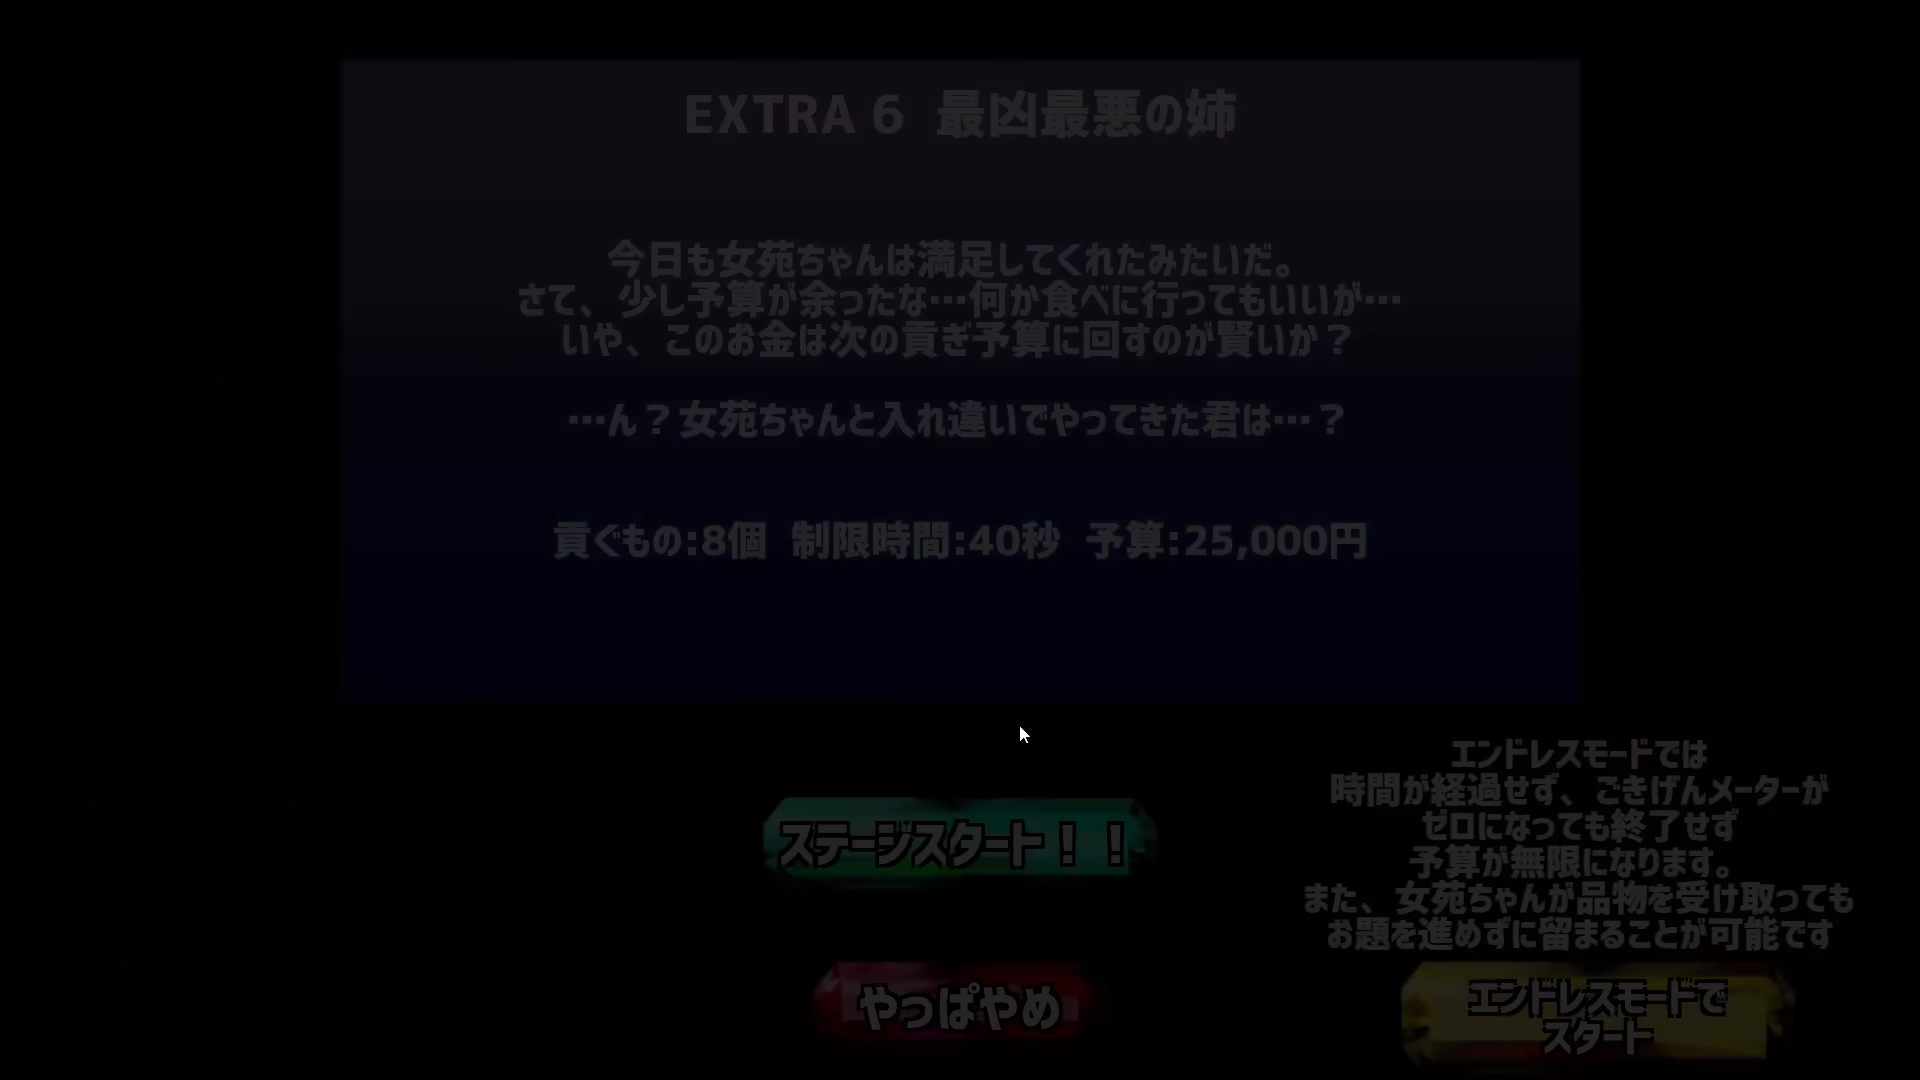 EXTRA 6 最凶最悪の姉
今日も女苑ちゃんは満足してくれたみたいだ。
さて、少し予算が余ったな…何か食べに行ってもいいが…
いや、このお金は次の貢ぎ予算に回すのが賢いか？
…ん？女苑ちゃんと入れ違いでやってきた君は…？
貢ぐもの:8個 制限時間:40秒 予算:25,000円
ステージスタート！！
やっぱやめ
エンドレスモードでは
時間が経過せず、ごきげんメーターが
ゼロになっても終了せず
予算が無限になります。
また、女苑ちゃんが品物を受け取っても
お題を進めずに留まることが可能です
エンドレスモードで
スタート